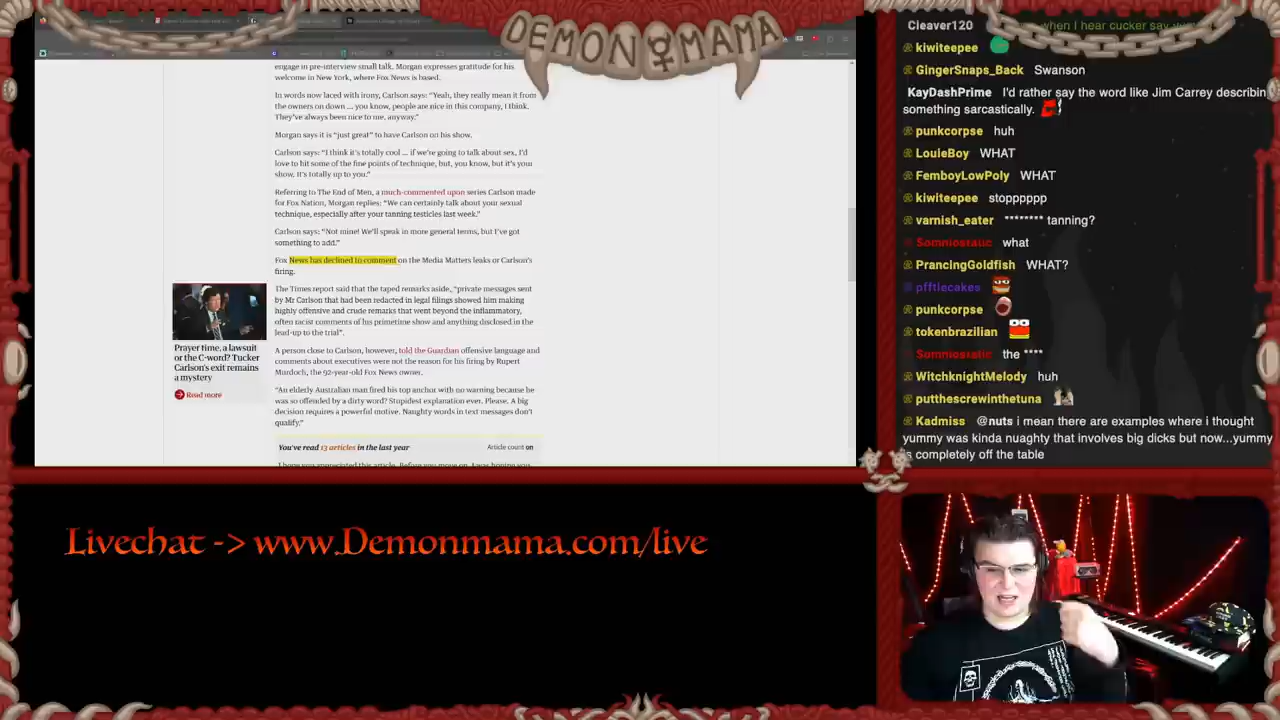 DEMON MAMA
engage in pre-interview small talk. Morgan expresses gratitude for his
welcome in New York, where Fox News is based.
In words now laced with irony, Carlson says: “Yeah, they really mean it from
the owners on down … you know, people are nice in this company, I think.
They’ve always been nice to me, anyway.”
Morgan says it is “just great” to have Carlson on his show.
Carlson says: “I think it’s totally cool … if we’re going to talk about sex, I’d
love to hit some of the fine points of technique, but, you know, but it’s your
show. It’s totally up to you.”
Referring to The End of Men, a much-commented upon series Carlson made
for Fox Nation, Morgan replies: “We can certainly talk about your sexual
technique, especially after your tanning testicles last week.”
Carlson says: “Not mine! We’ll speak in more general terms, but I’ve got
something to add.”
Fox News has declined to comment on the Media Matters leaks or Carlson’s
firing.
The Times report said that the taped remarks aside, “private messages sent
by Mr Carlson that had been redacted in legal filings showed him making
highly offensive and crude remarks that went beyond the inflammatory,
often racist comments of his primetime show and anything disclosed in the
lead-up to the trial”.
A person close to Carlson, however, told the Guardian offensive language and
comments about executives were not the reason for his firing by Rupert
Murdoch, the 92-year-old Fox News owner.
“An elderly Australian man fired his top anchor with no warning because he
was so offended by a dirty word? Stupidest explanation ever. Please. A big
decision requires a powerful motive. Naughty words in text messages don’t
qualify.”
You've read 13 articles in the last year
Article count on
I hope you appreciated this article. Before you move on,
Prayer time, a lawsuit
or the C-word? Tucker
Carlson’s exit remains
a mystery
Read more
Cleaver120 when I hear cucker say
kiwiteepee
GingerSnaps_Back Swanson
KayDashPrime I'd rather say the word like Jim Carrey describin
something sarcastically.
punkcorpse huh
LouieBoy WHAT
FemboyLowPoly WHAT
kiwiteepee stopppppp
varnish_eater ******** tanning?
what
PrancingGoldfish WHAT?
pfftlecakes
punkcorpse
tokenbrazilian
the ****
WitchknightMelody huh
putthescrewinthetuna
Kadmiss @nuts i mean there are examples where i thought
yummy was kinda nuaghty that involves big dicks but now...yummy
is completely off the table
Livechat -> www.Demonmama.com/live